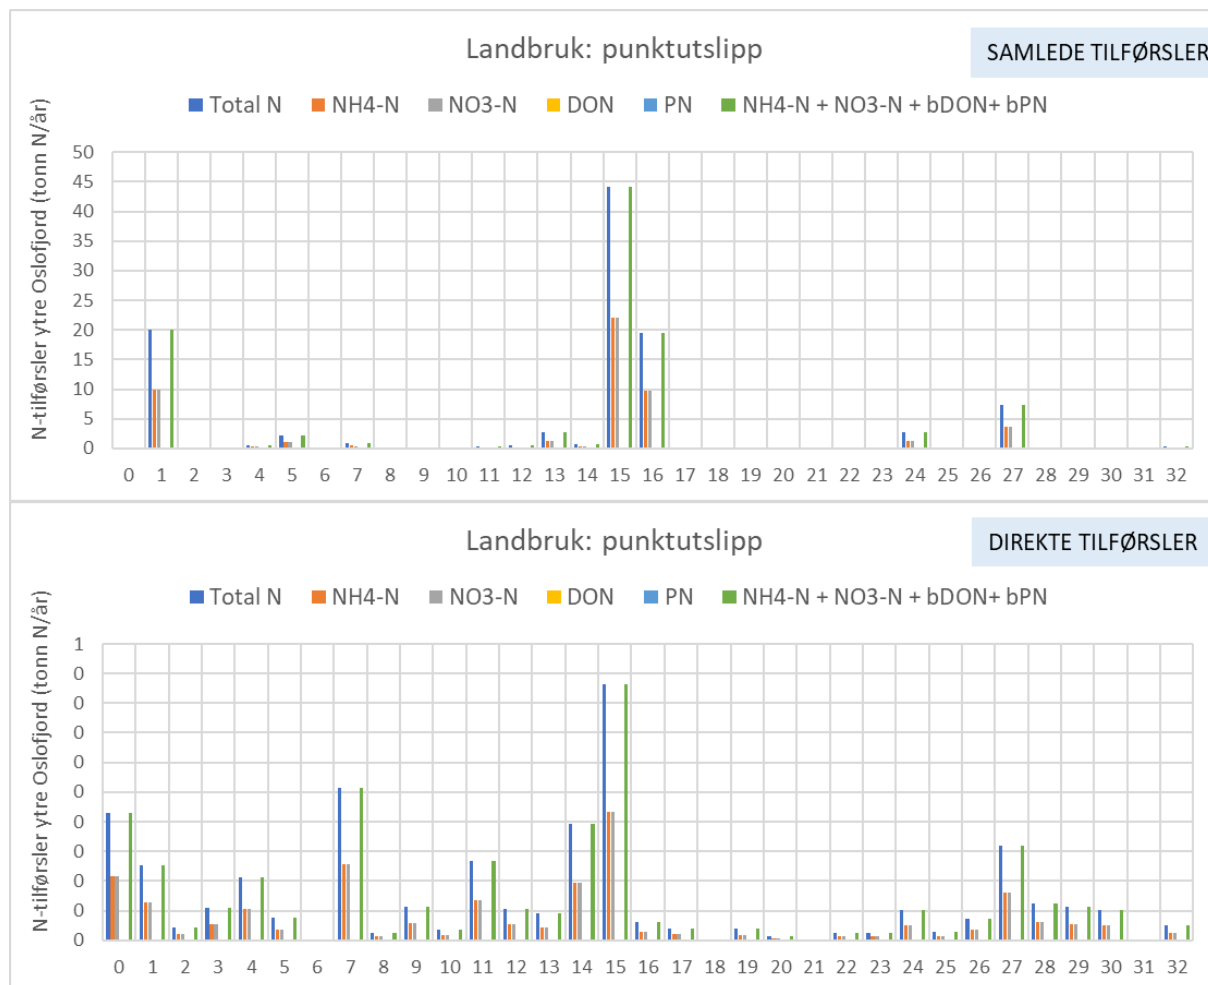 Landbruk: punktutslipp
SAMLEDE TILFØRSLER
Total N NH4-N NO3-N DON PN NH4-N + NO3-N + bDON+ bPN
N-tilførsler ytre Oslofjord (tonn N/år)
50
45
40
35
30
25
20
15
10
5
0
0 1 2 3 4 5 6 7 8 9 10 11 12 13 14 15 16 17 18 19 20 21 22 23 24 25 26 27 28 29 30 31 32
Landbruk: punktutslipp
DIREKTE TILFØRSLER
Total N NH4-N NO3-N DON PN NH4-N + NO3-N + bDON+ bPN
N-tilførsler ytre Oslofjord (tonn N/år)
1
0
0
0
0
0
0
0
0
0
0
0 1 2 3 4 5 6 7 8 9 10 11 12 13 14 15 16 17 18 19 20 21 22 23 24 25 26 27 28 29 30 31 32